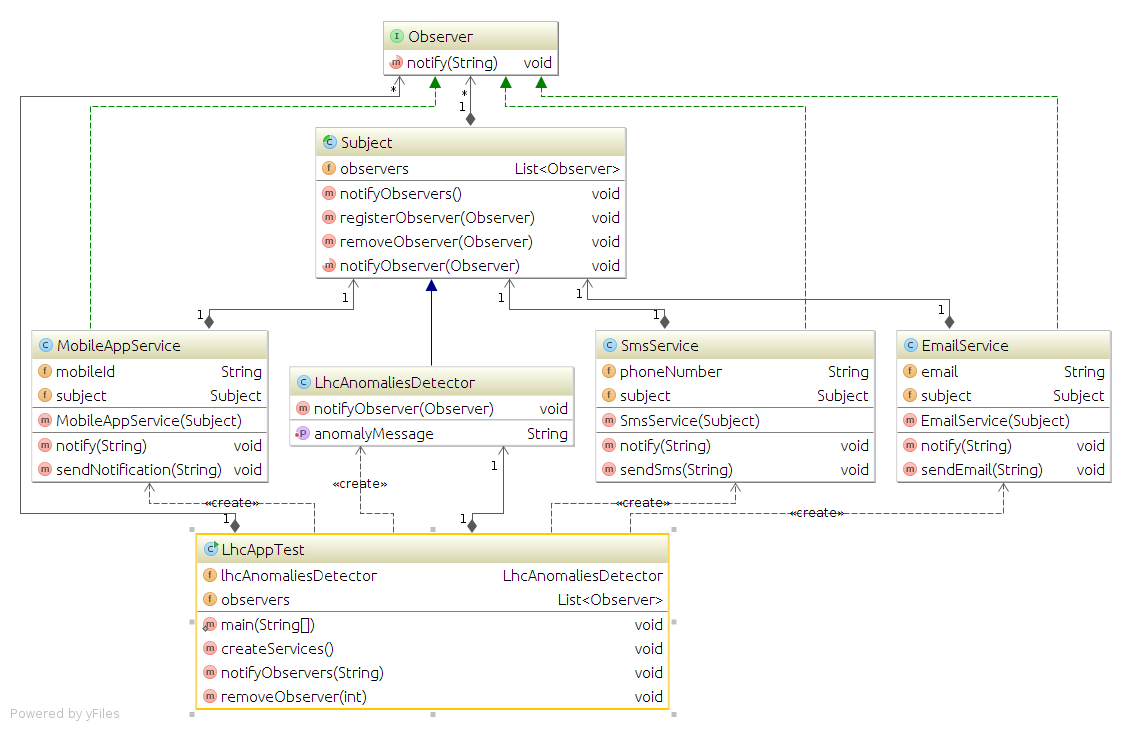 Observer
notify(String) void
*
*
1
Subject
observers List<Observer>
notifyObservers() void
registerObserver(Observer) void
removeObserver(Observer) void
notifyObserver(Observer) void
1
1
1
1
1
1
MobileAppService
mobileId String
subject Subject
MobileAppService(Subject)
notify(String) void
sendNotification(String) void
LhcAnomaliesDetector
notifyObserver(Observer) void
anomalyMessage String
SmsService
phoneNumber String
subject Subject
SmsService(Subject)
notify(String) void
sendSms(String) void
EmailService
email String
subject Subject
EmailService(Subject)
notify(String) void
sendEmail(String) void
1
«create»
«create»
«create»
«create»
1
1
LhcAppTest
lhcAnomaliesDetector LhcAnomaliesDetector
observers List<Observer>
main(String[]) void
createServices() void
notifyObservers(String) void
removeObserver(int) void
Powered by yFiles